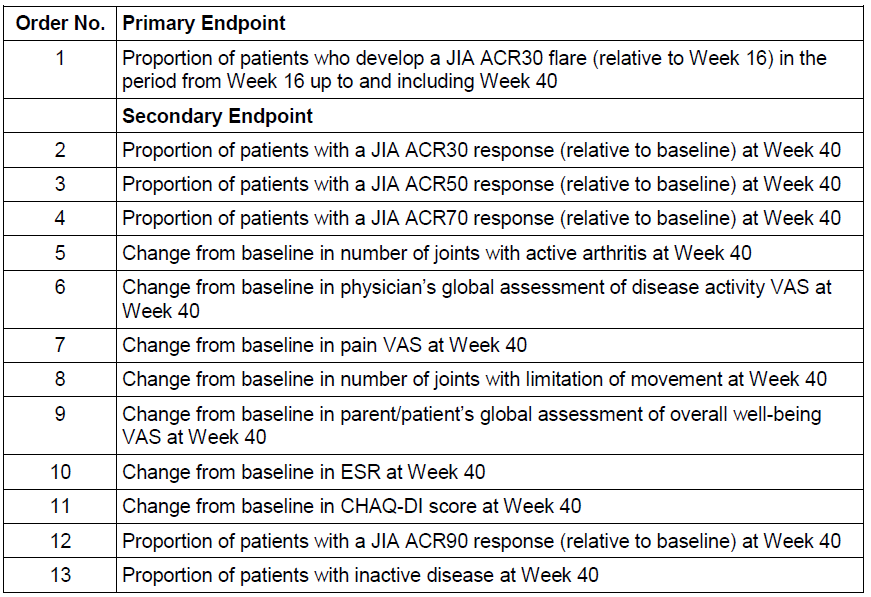 Order No. Primary Endpoint
1 Proportion of patients who develop a JIA ACR30 flare (relative to Week 16) in the
period from Week 16 up to and including Week 40
Secondary Endpoint
2 Proportion of patients with a JIA ACR30 response (relative to baseline) at Week 40
3 Proportion of patients with a JIA ACR50 response (relative to baseline) at Week 40
4 Proportion of patients with a JIA ACR70 response (relative to baseline) at Week 40
5 Change from baseline in number of joints with active arthritis at Week 40
6 Change from baseline in physician's global assessment of disease activity VAS at
Week 40
7 Change from baseline in pain VAS at Week 40
8 Change from baseline in number of joints with limitation of movement at Week 40
9 Change from baseline in parent/patient's global assessment of overall well-being
VAS at Week 40
10 Change from baseline in ESR at Week 40
11 Change from baseline in CHAQ-DI score at Week 40
12 Proportion of patients with a JIA ACR90 response (relative to baseline) at Week 40
13 Proportion of patients with inactive disease at Week 40